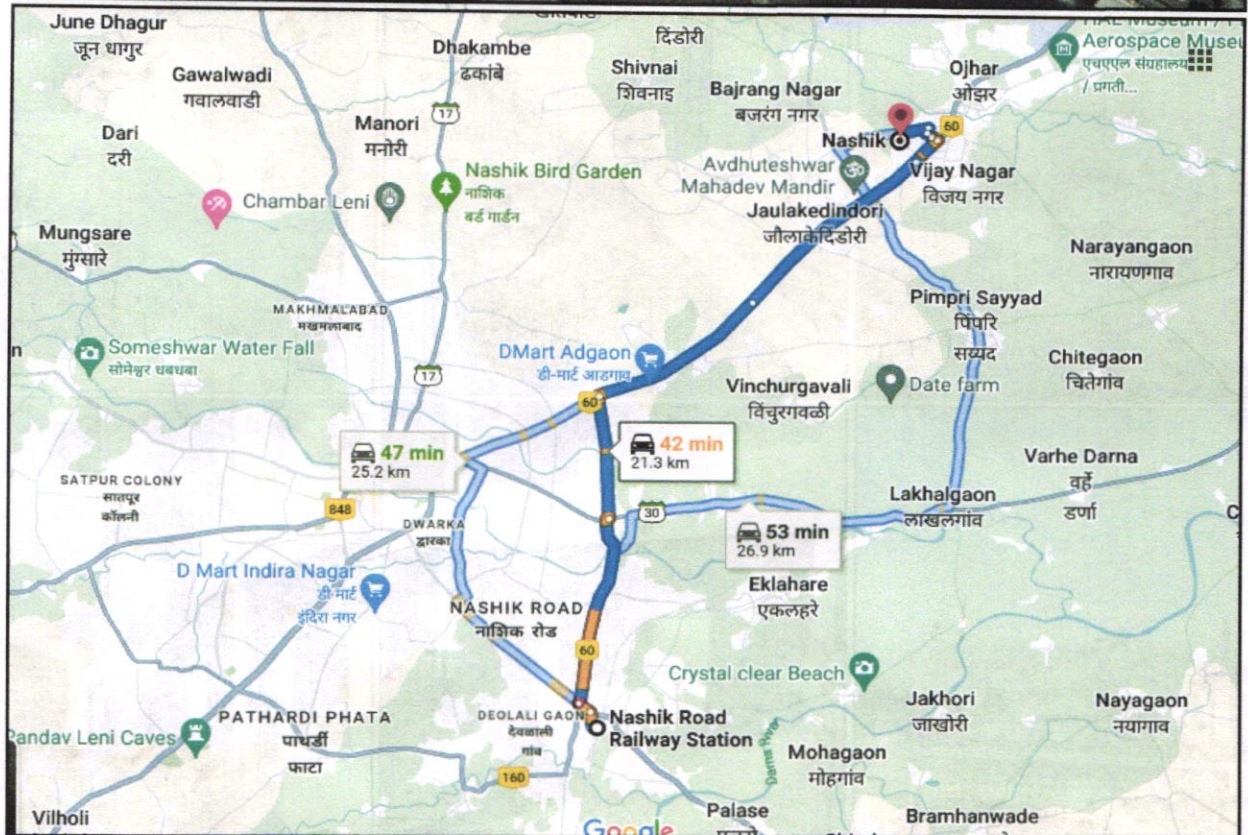 June Dhagur
जून धागुर
Gawalwadi
गवालवाडी
Dhakambe
ढकांबे
दिंडोरी
Shivnai
शिवनाइ
Bajrang Nagar
बजरंग नगर
Ojhar
ओझर
Aerospace
एचएएल संग्रहालय
/ प्रगती...
Dari
दरी
Manori
मनोरी
17
Nashik
60
Chambar Leni
Nashik Bird Garden
नाशिक
बर्ड गार्डन
Avdhuteshwar
Mahadev Mandir
Vijay Nagar
विजय नगर
Jaulakedindori
जौलाकेदिंडोरी
Mungsare
मुंग्सारे
Narayangaon
नारायणगाव
MAKHMALABAD
मखमलाबाद
Pimpri Sayyad
पिंपरि
सय्यद
Someshwar Water Fall
सोमेश्वर धबधबा
DMart Adgaon
डी-मार्ट आडगाव
17
Vinchurgavali
विंचुरगवळी
Date farm
Chitegaon
चितेगांव
60
47 min
25.2 km
42 min
21.3 km
SATPUR COLONY
सातपूर
कॉलनी
848
DWARKA
द्वारका
30
53 min
26.9 km
Lakhalgaon
लाखलगांव
Varhe Darna
वर्हे
डर्णा
D Mart Indira Nagar
डी-मार्ट
इंदिरा नगर
NASHIK ROAD
नाशिक रोड
Eklahare
एकलहरे
60
Crystal clear Beach
Jakhori
जाखोरी
Nayagaon
नयागाव
Pandav Leni Caves
PATHARDI PHATA
पाथर्डी
फाटा
DEOLALI GAON
देवळाली
गांव
Nashik Road
Railway Station
160
Darna River
Mohagaon
मोहगांव
Vilholi
Google
Palase
Bramhanwade